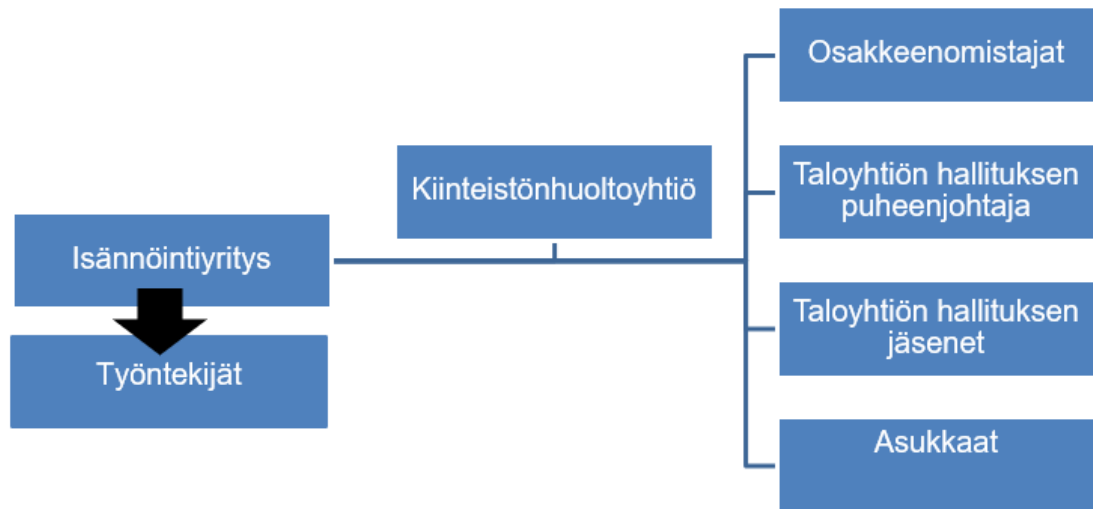 Isännöintiyritys
Työntekijät
Kiinteistönhuoltoyhtiö
Osakkeenomistajat
Taloyhtiön hallituksen
puheenjohtaja
Taloyhtiön hallituksen
jäsenet
Asukkaat